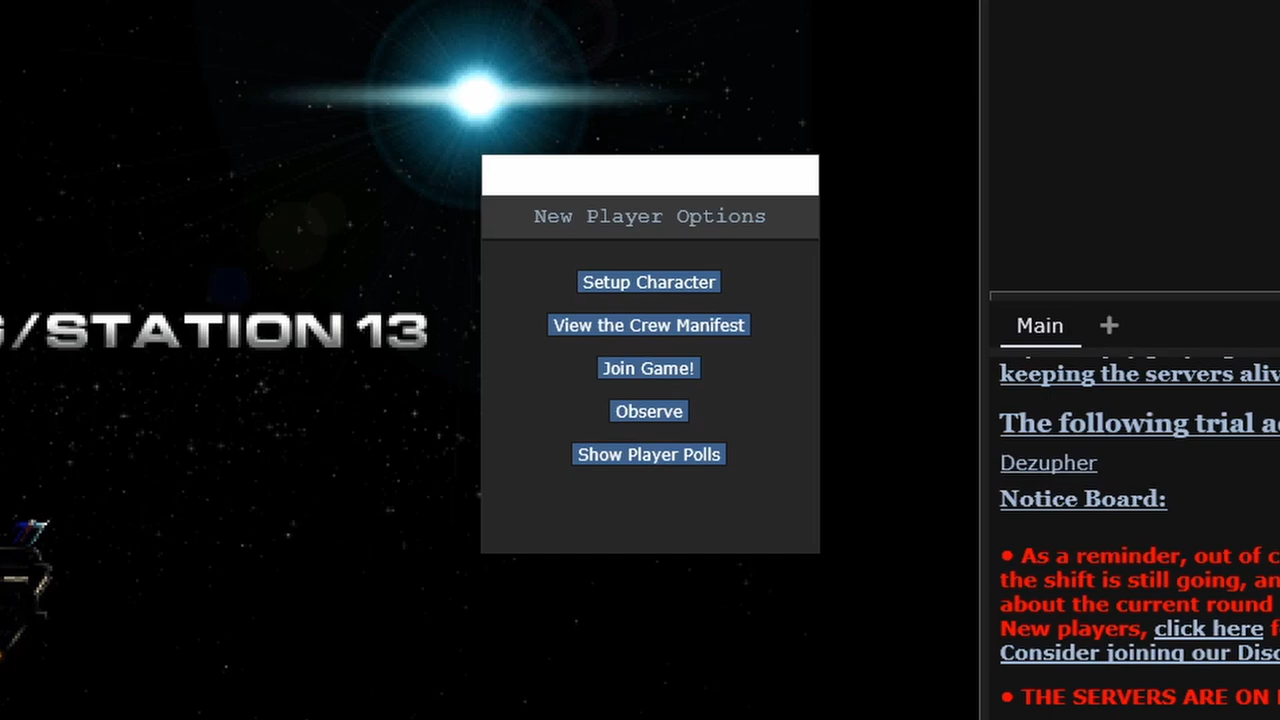 /STATION 13
New Player Options
Setup Character
View the Crew Manifest
Join Game!
Observe
Show Player Polls
Main +
keeping the servers aliv
The following trial a
Dezupher
Notice Board:
• As a reminder, out of c
the shift is still going, an
about the current round
New players, click here f
Consider joining our Disc
• THE SERVERS ARE ON